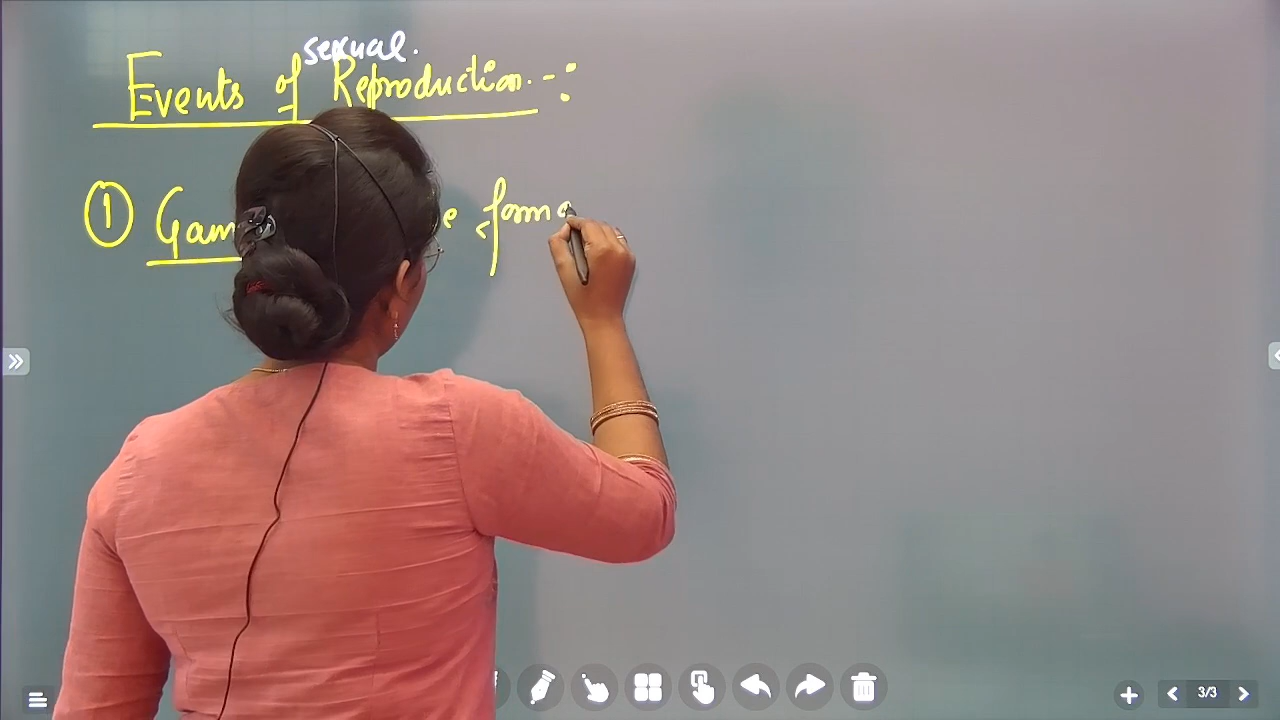 sexual.
Events of Reproduction :-
① Gam e forma
3/3